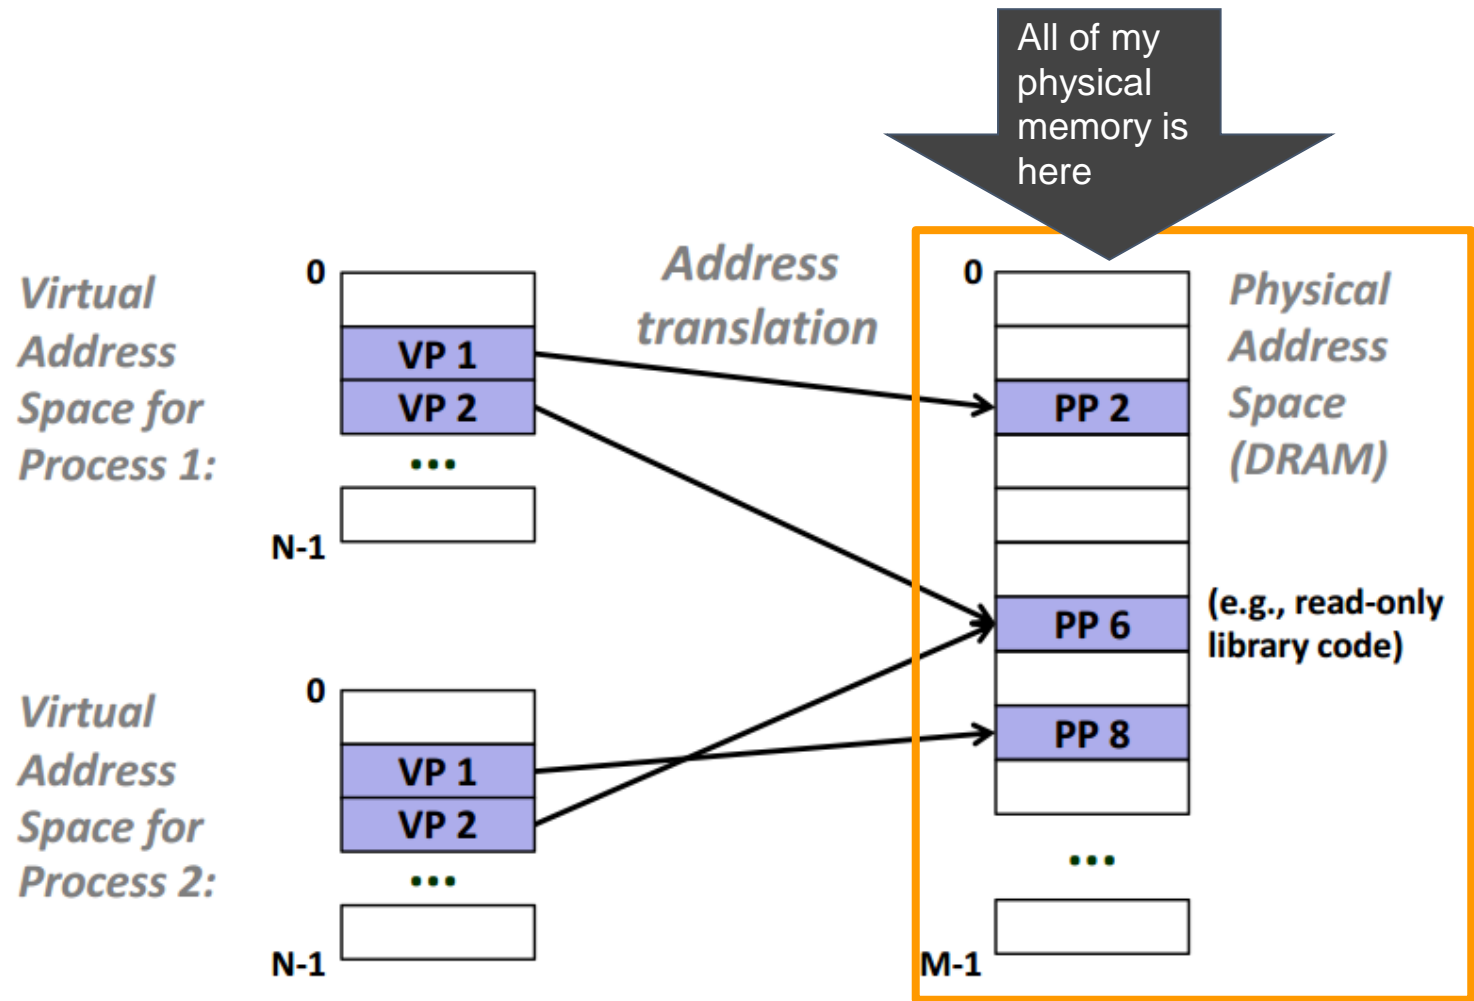 All of my
physical
memory is
here
Virtual
Address
Space for
Process 1:
0
VP 1
VP 2
...
N-1
Address
translation
0
PP 2
PP 6
PP 8
...
M-1
Physical
Address
Space
(DRAM)
(e.g., read-only
library code)
Virtual
Address
Space for
Process 2:
0
VP 1
VP 2
...
N-1